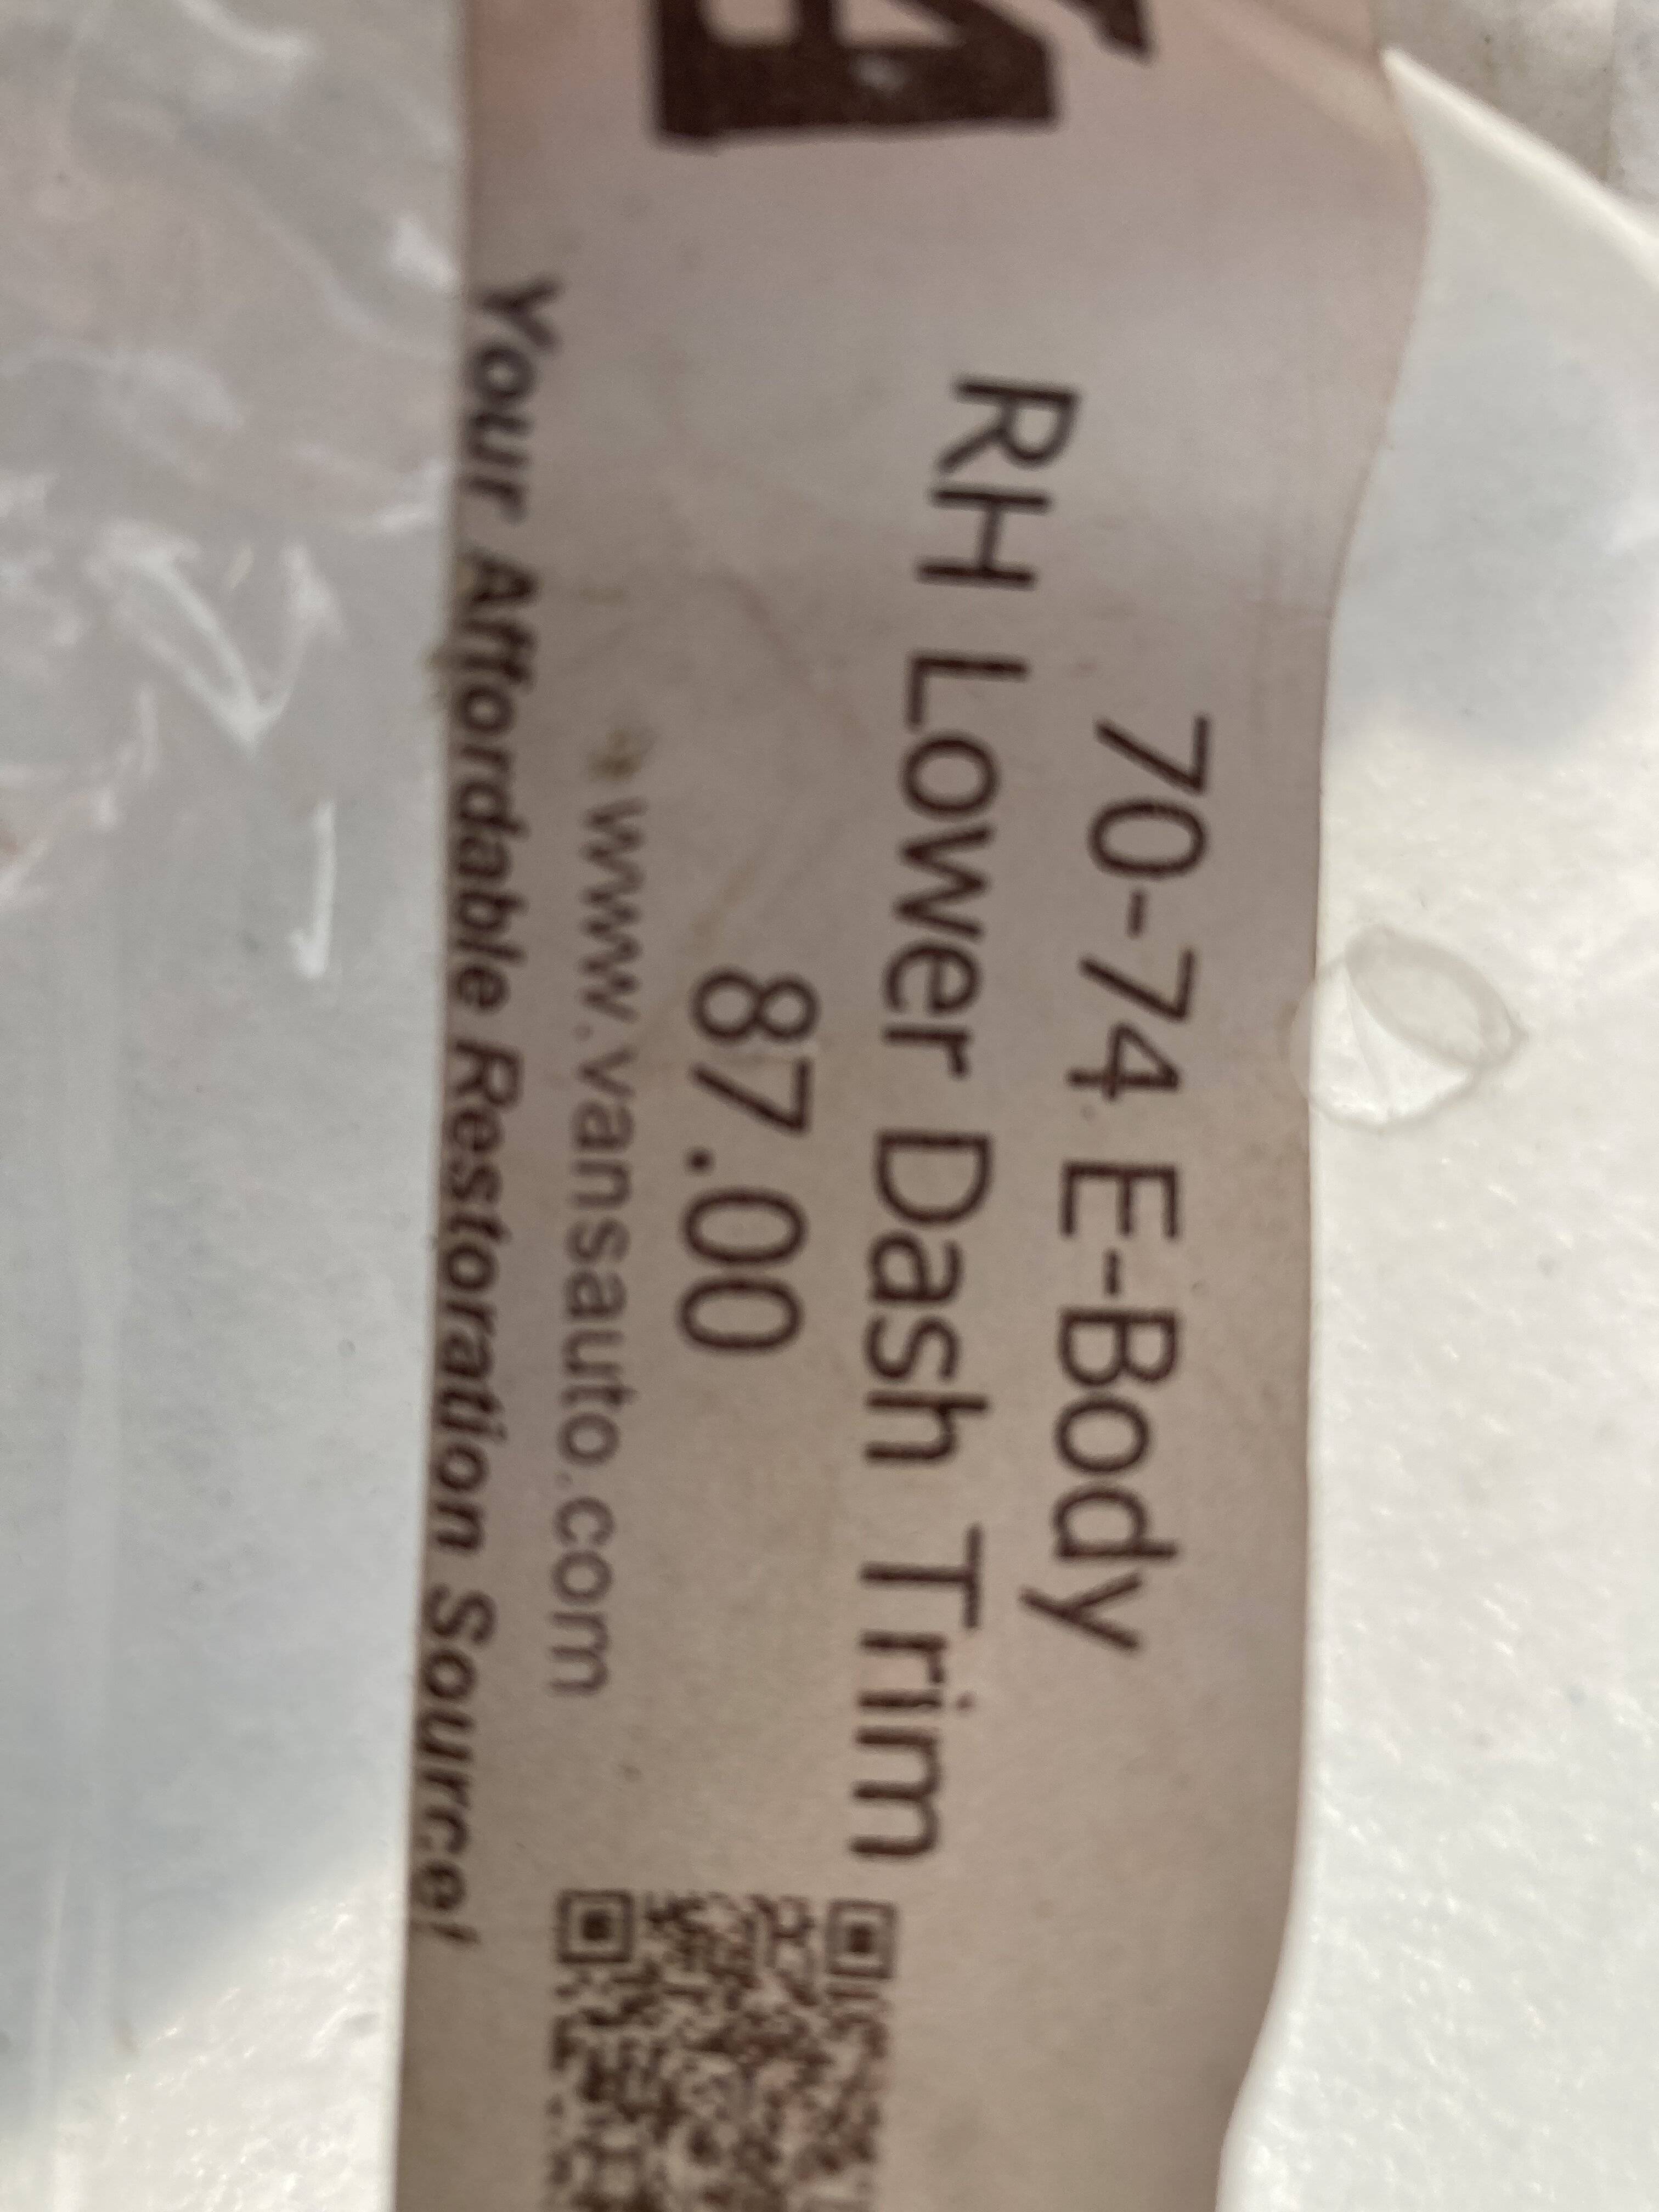 70-74 E-Body
RH Lower Dash Trim
87.00
www.vansauto.com
Your Affordable Restoration Source!